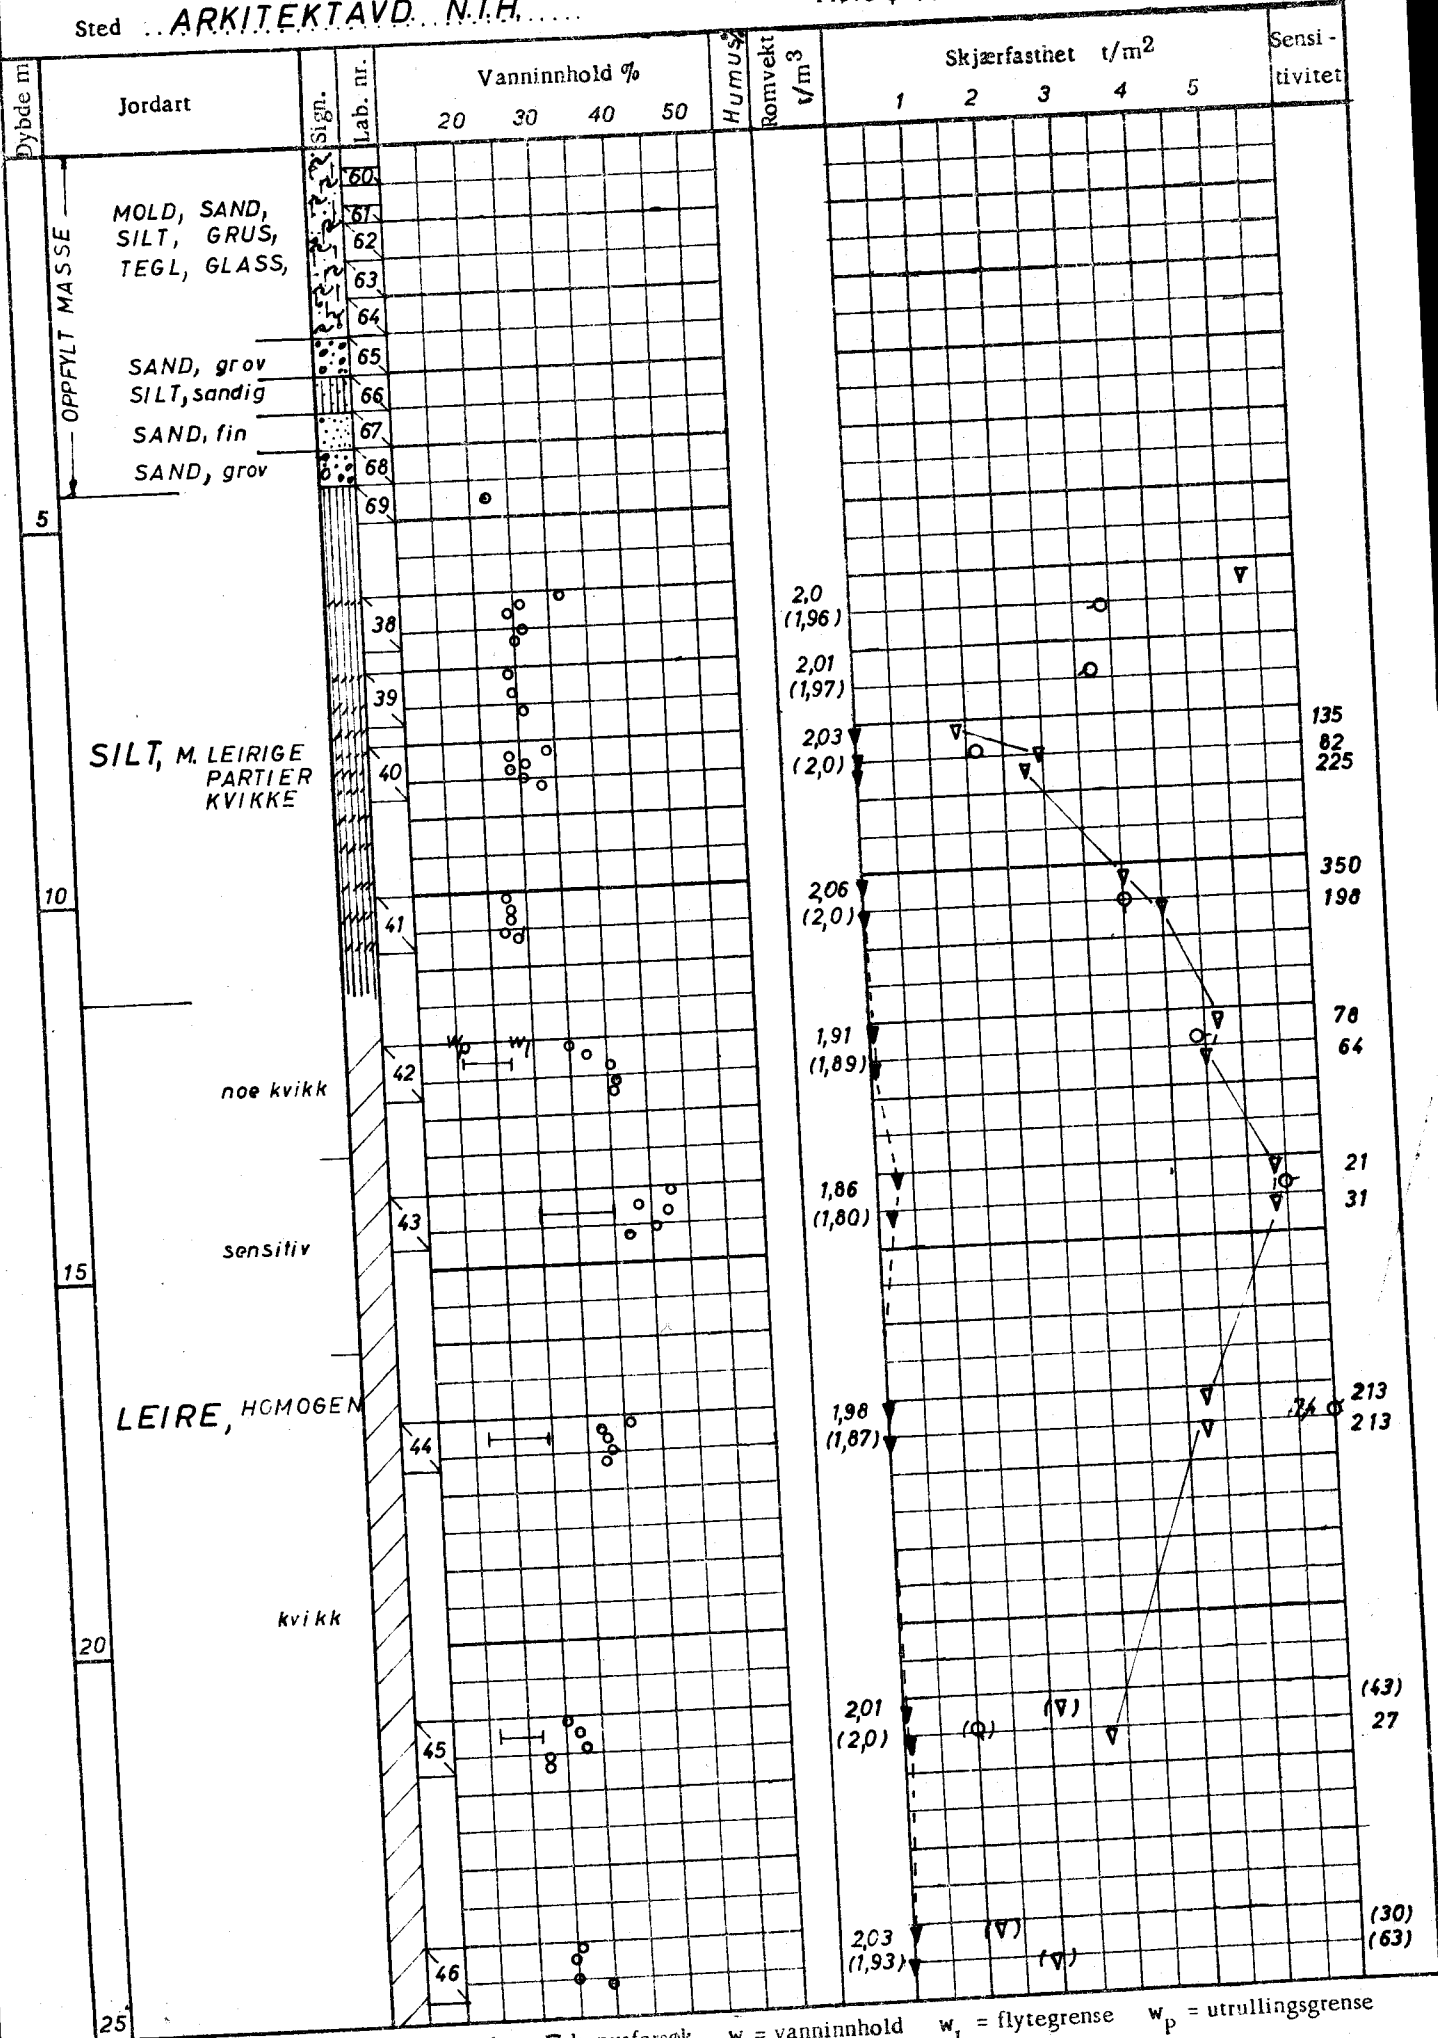 Sted ARKITEKTAVD. N.T.H.
Dybde m
Jordart
Sign.
Lab. nr.
Vanninnhold %
20 30 40 50
Humus %
Romvekt t/m3
Skjærfasthet t/m2
1 2 3 4 5
Sensi-
tivitet
OPPFYLT MASSE
MOLD, SAND,
SILT, GRUS,
TEGL, GLASS,
60
61
62
63
64
SAND, grov 65
SILT, sandig 66
SAND, fin 67
SAND, grov 68
69
5
38 2,0
(1,96)
39 2,01
(1,97)
SILT, M. LEIRIGE
PARTIER
KVIKKE
40 2,03 135
(2,0) 82
225
10
41 2,06 350
(2,0) 198
wp wl
42 1,91 78
(1,89) 64
noe kvikk
43 1,86 21
(1,80) 31
sensitiv
15
LEIRE, HOMOGEN
44 1,98 213
(1,87) 213
kvikk
20
45 2,01 (43)
(2,0) 27
46 2,03 (30)
(1,93) (63)
25
w = vanninnhold wL = flytegrense wp = utrullingsgrense